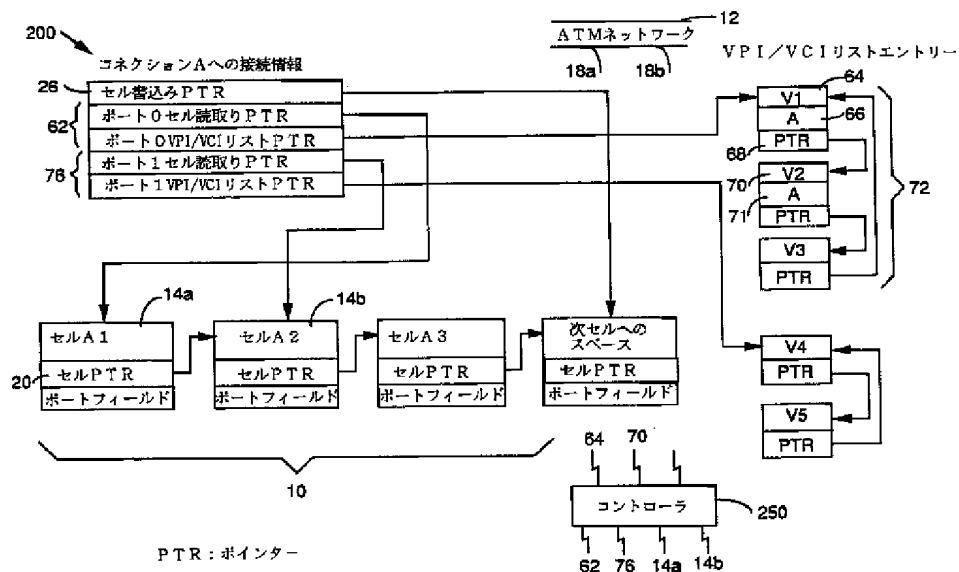 200
12
ATMネットワーク
18a
18b
コネクションAへの接続情報
VPI/VCIリストエントリー
26
セル書込みPTR
62
ポート0セル読取りPTR
ポート0VPI/VCIリストPTR
76
ポート1セル読取りPTR
ポート1VPI/VCIリストPTR
64
V1
A
66
68
PTR
70
V2
71
A
PTR
72
V3
PTR
14a
セルA1
20
セルPTR
ポートフィールド
14b
セルA2
セルPTR
ポートフィールド
セルA3
セルPTR
ポートフィールド
次セルへの
スペース
セルPTR
ポートフィールド
V4
PTR
V5
PTR
10
64
70
コントローラ
250
62
76
14a
14b
PTR:ポインター